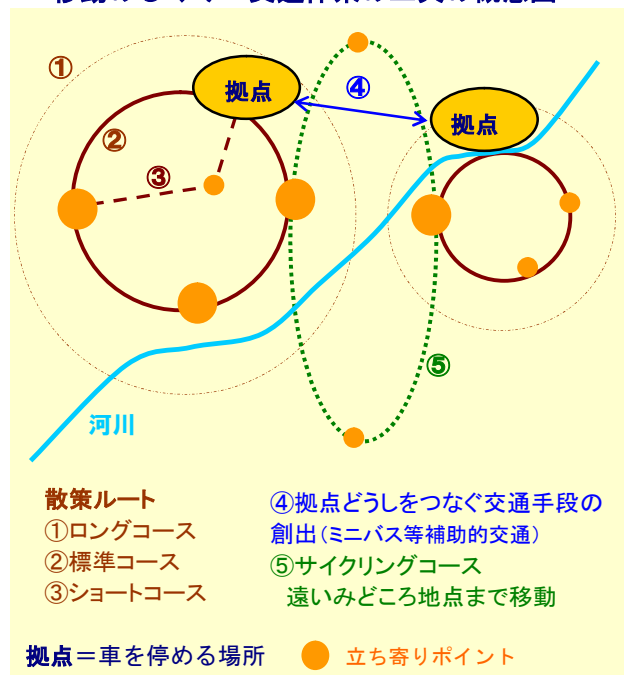 ①
拠点
④
拠点
②
③
⑤
河川
散策ルート
①ロングコース
②標準コース
③ショートコース
④拠点どうしをつなぐ交通手段の
創出(ミニバス等補助的交通)
⑤サイクリングコース
遠いみどころ地点まで移動
拠点＝車を停める場所
立ち寄りポイント